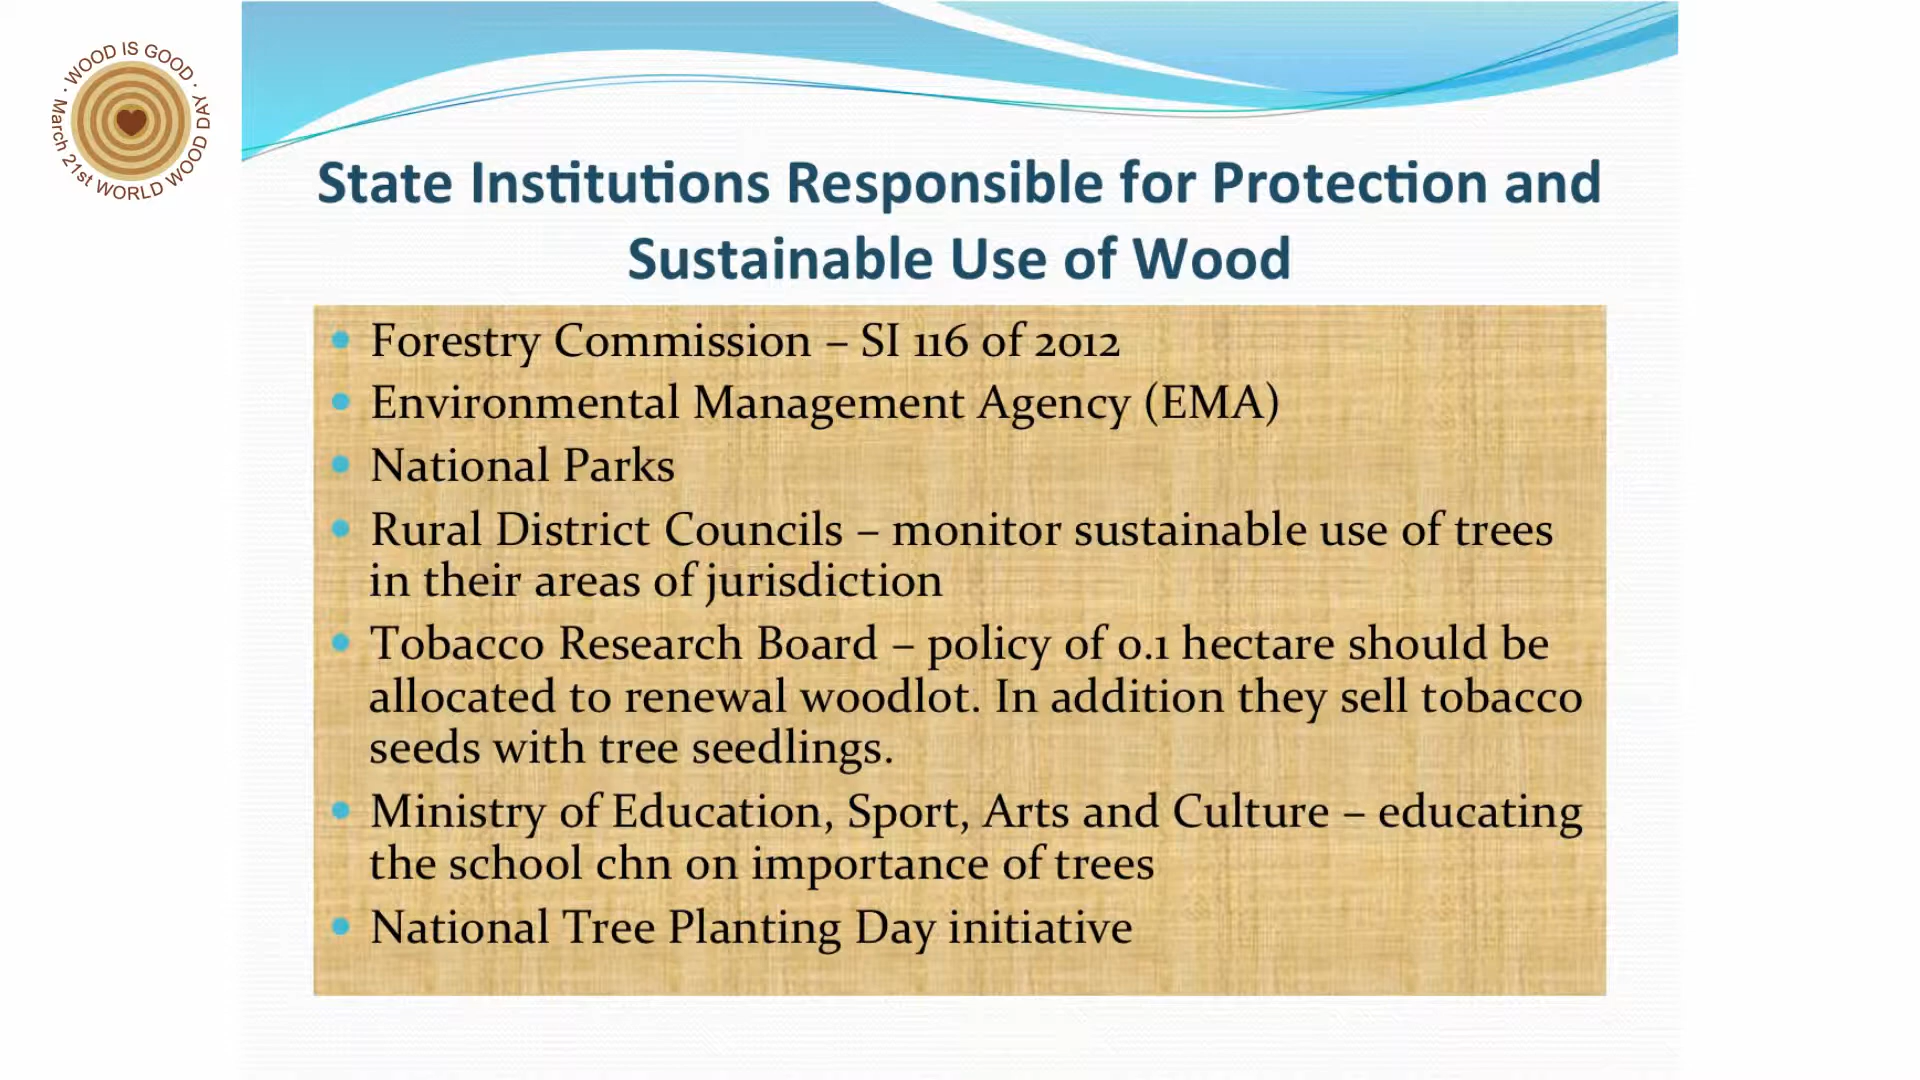 · WOOD IS GOOD · March 21st WORLD WOOD DAY
State Institutions Responsible for Protection and
Sustainable Use of Wood
• Forestry Commission – SI 116 of 2012
• Environmental Management Agency (EMA)
• National Parks
• Rural District Councils – monitor sustainable use of trees
in their areas of jurisdiction
• Tobacco Research Board – policy of 0.1 hectare should be
allocated to renewal woodlot. In addition they sell tobacco
seeds with tree seedlings.
• Ministry of Education, Sport, Arts and Culture – educating
the school chn on importance of trees
• National Tree Planting Day initiative